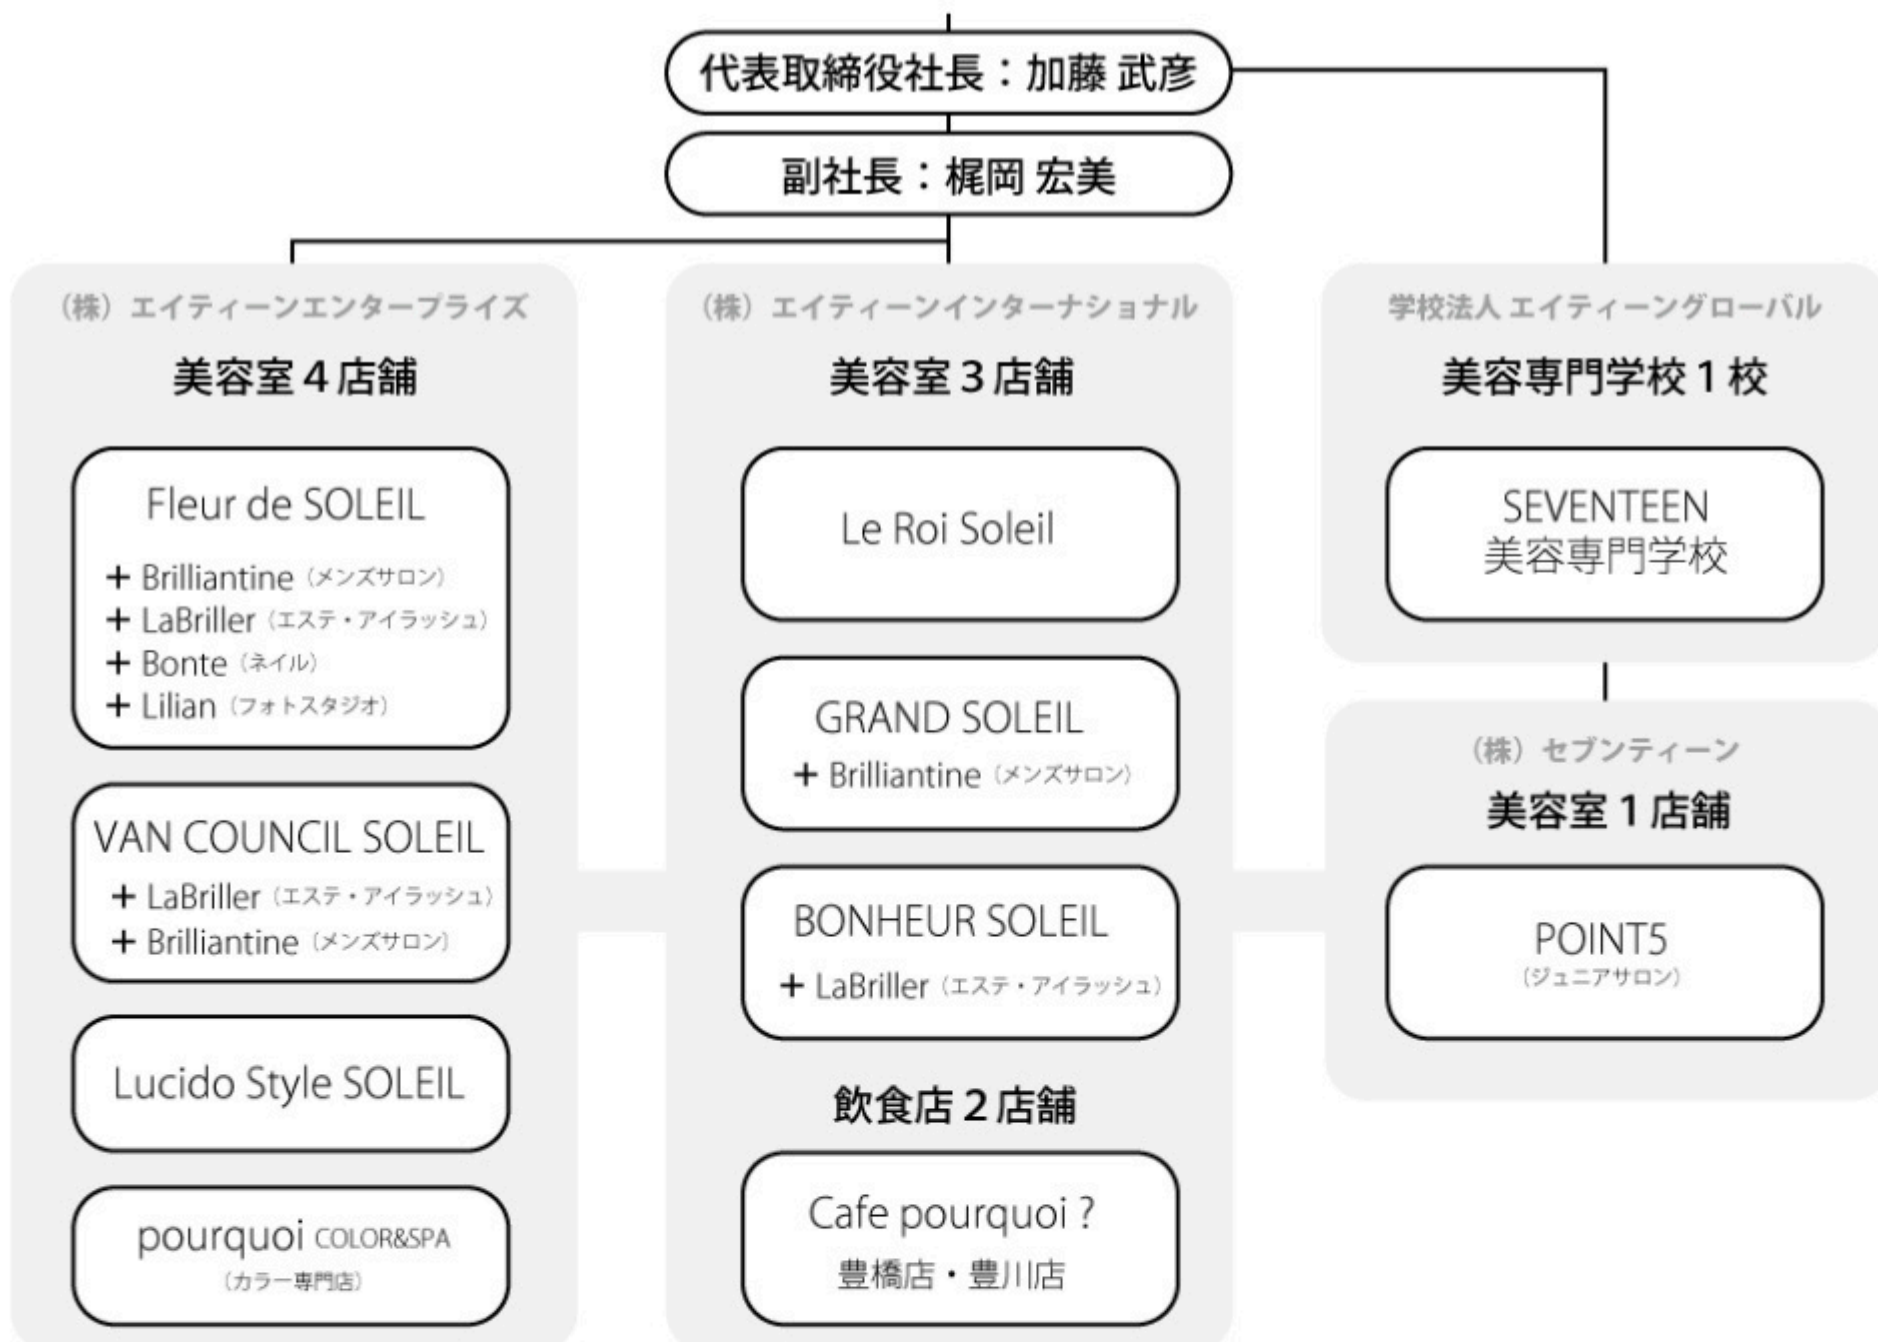 代表取締役社長：加藤 武彦
副社長：梶岡 宏美
（株）エイティーンエンタープライズ
美容室４店舗
Fleur de SOLEIL
+ Brilliantine（メンズサロン）
+ LaBriller（エステ・アイラッシュ）
+ Bonte（ネイル）
+ Lilian（フォトスタジオ）
VAN COUNCIL SOLEIL
+ LaBriller（エステ・アイラッシュ）
+ Brilliantine（メンズサロン）
Lucido Style SOLEIL
pourquoi COLOR&SPA
（カラー専門店）
（株）エイティーンインターナショナル
美容室３店舗
Le Roi Soleil
GRAND SOLEIL
+ Brilliantine（メンズサロン）
BONHEUR SOLEIL
+ LaBriller（エステ・アイラッシュ）
飲食店２店舗
Cafe pourquoi ?
豊橋店・豊川店
学校法人 エイティーングローバル
美容専門学校１校
SEVENTEEN
美容専門学校
（株）セブンティーン
美容室１店舗
POINT5
（ジュニアサロン）